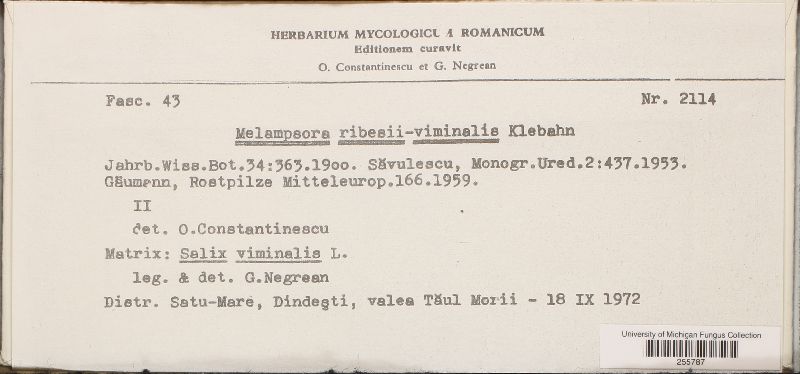 HERBARIUM MYCOLOGICUM ROMANICUM
Editionem curavit
O. Constantinescu et G. Negrean
Fasc. 43
Nr. 2114
Melampsora ribesii-viminalis Klebahn
Jahrb.Wiss.Bot.34:363.19oo. Săvulescu, Monogr.Ured.2:437.1953.
Gäumann, Rostpilze Mitteleurop.166.1959.
II
det. O.Constantinescu
Matrix: Salix viminalis L.
leg. & det. G.Negrean
Distr. Satu-Mare, Dindeşti, valea Tăul Morii - 18 IX 1972
University of Michigan Fungus Collection
255787